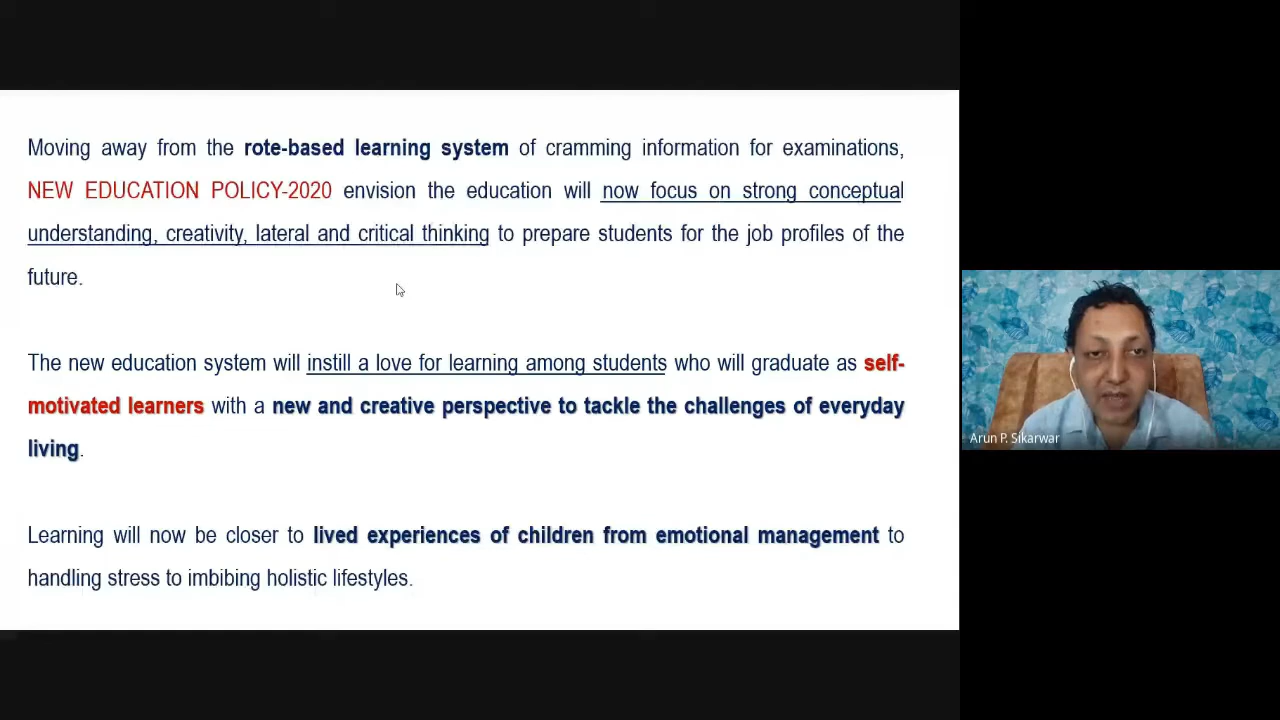 Moving away from the rote-based learning system of cramming information for examinations,
NEW EDUCATION POLICY-2020 envision the education will now focus on strong conceptual
understanding, creativity, lateral and critical thinking to prepare students for the job profiles of the
future.
The new education system will instill a love for learning among students who will graduate as self-
motivated learners with a new and creative perspective to tackle the challenges of everyday
living.
Learning will now be closer to lived experiences of children from emotional management to
handling stress to imbibing holistic lifestyles.
Arun P. Sikarwar